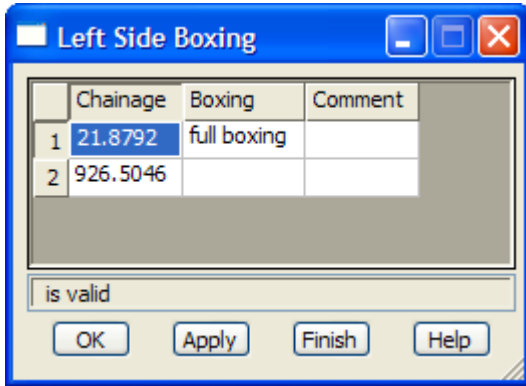 Left Side Boxing
Chainage Boxing Comment
1 21.8792 full boxing
2 926.5046
is valid
OK Apply Finish Help